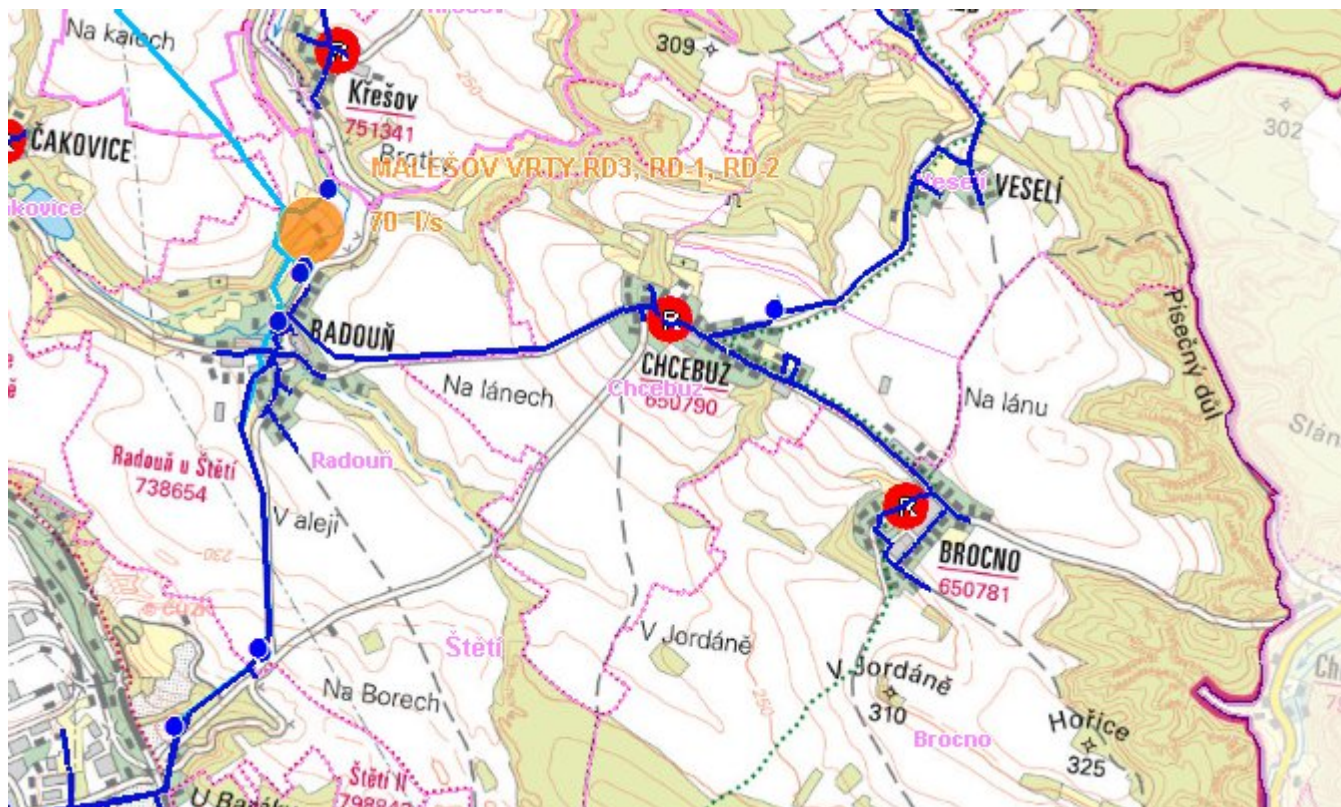 Na kalech
309
Křešov
751341
302
ČAKOVICE
MALEŠOV VRTY RD3, RD-1, RD-2
70 l/s
Veselí
VESELÍ
RADOUŇ
CHCEBUZ
Chcebuz
650790
Na lánech
Na lánu
Písečný důl
Radouň
Radouň u Štětí
738654
V aleji
230
BROCNO
650781
Štětí
V Jordáně
Na Borech
250
V Jordáně
310
Hořice
325
Brocno
Štětí II